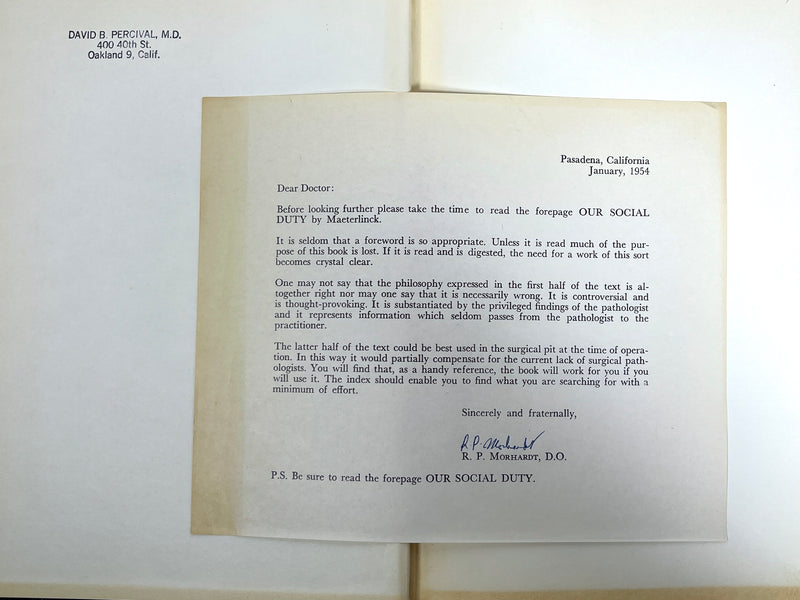 DAVID B. PERCIVAL, M.D.
400 40th St.
Oakland 9, Calif.
Pasadena, California
January, 1954
Dear Doctor:
Before looking further please take the time to read the forepage OUR SOCIAL
DUTY by Maeterlinck.
It is seldom that a foreword is so appropriate. Unless it is read much of the pur-
pose of this book is lost. If it is read and is digested, the need for a work of this sort
becomes crystal clear.
One may not say that the philosophy expressed in the first half of the text is al-
together right nor may one say that it is necessarily wrong. It is controversial and
is thought-provoking. It is substantiated by the privileged findings of the pathologist
and it represents information which seldom passes from the pathologist to the
practitioner.
The latter half of the text could be best used in the surgical pit at the time of opera-
tion. In this way it would partially compensate for the current lack of surgical path-
ologists. You will find that, as a handy reference, the book will work for you if you
will use it. The index should enable you to find what you are searching for with a
minimum of effort.
Sincerely and fraternally,
R. P. Morhardt
R. P. MORHARDT, D.O.
P.S. Be sure to read the forepage OUR SOCIAL DUTY.